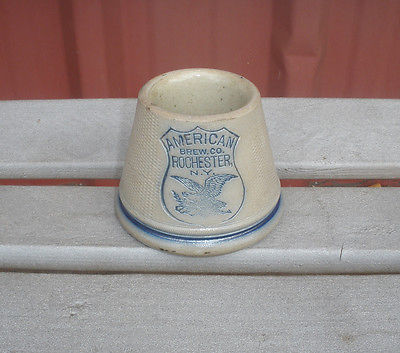 AMERICAN
BREW. CO.
ROCHESTER,
N.Y.